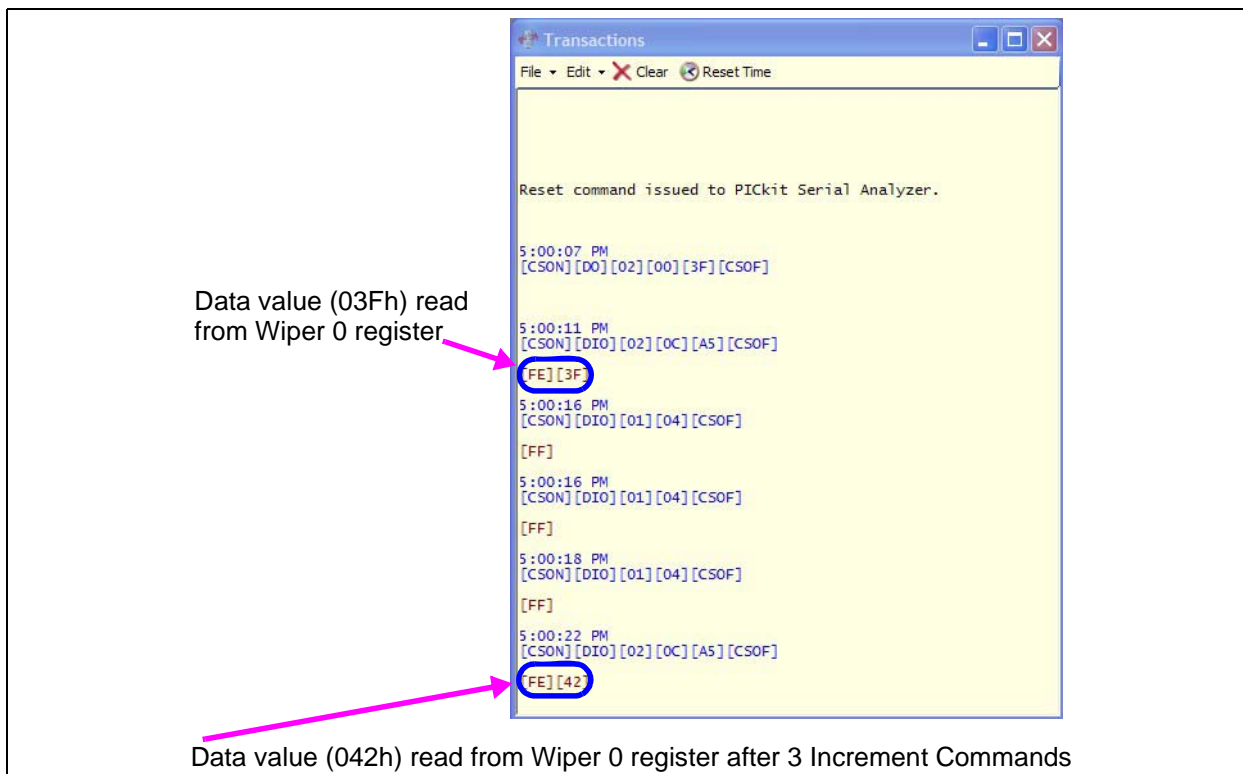 Transactions
File Edit Clear Reset Time
Reset command issued to PICkit Serial Analyzer.
5:00:07 PM
[CSON][DO][02][00][3F][CSOF]
Data value (03Fh) read
from Wiper 0 register
5:00:11 PM
[CSON][DIO][02][0C][A5][CSOF]
[FE][3F]
5:00:16 PM
[CSON][DIO][01][04][CSOF]
[FF]
5:00:16 PM
[CSON][DIO][01][04][CSOF]
[FF]
5:00:18 PM
[CSON][DIO][01][04][CSOF]
[FF]
5:00:22 PM
[CSON][DIO][02][0C][A5][CSOF]
[FE][42]
Data value (042h) read from Wiper 0 register after 3 Increment Commands